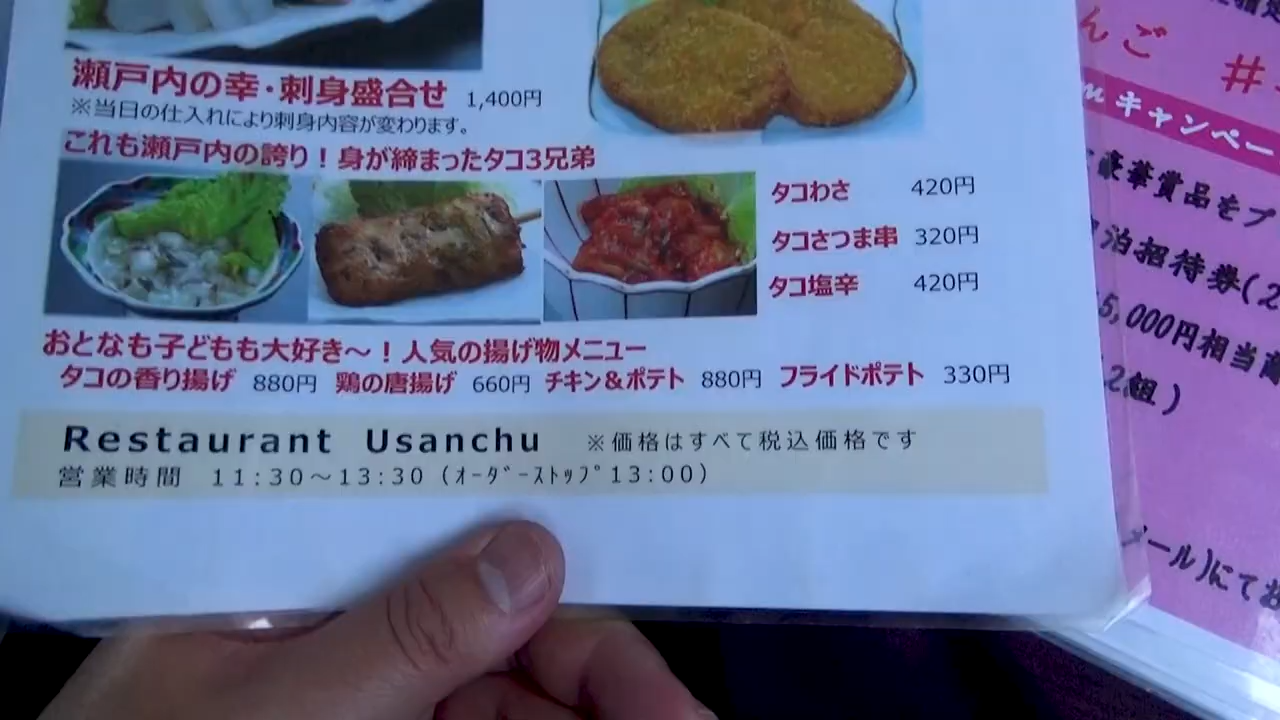 瀬戸内の幸・刺身盛合せ 1,400円
※当日の仕入れにより刺身内容が変わります。
これも瀬戸内の誇り!身が締まったタコ3兄弟
タコわさ 420円
タコさつま串 320円
タコ塩辛 420円
おとなも子どもも大好き～!人気の揚げ物メニュー
タコの香り揚げ 880円 鶏の唐揚げ 660円 チキン&ポテト 880円 フライドポテト 330円
Restaurant Usanchu ※価格はすべて税込価格です
営業時間 11:30～13:30(ｵｰﾀﾞｰｽﾄｯﾌﾟ13:00)
んご #
m キャンペー
豪華賞品をプ
泊招待券(2
5,000円相当
2組)
メール)にてお